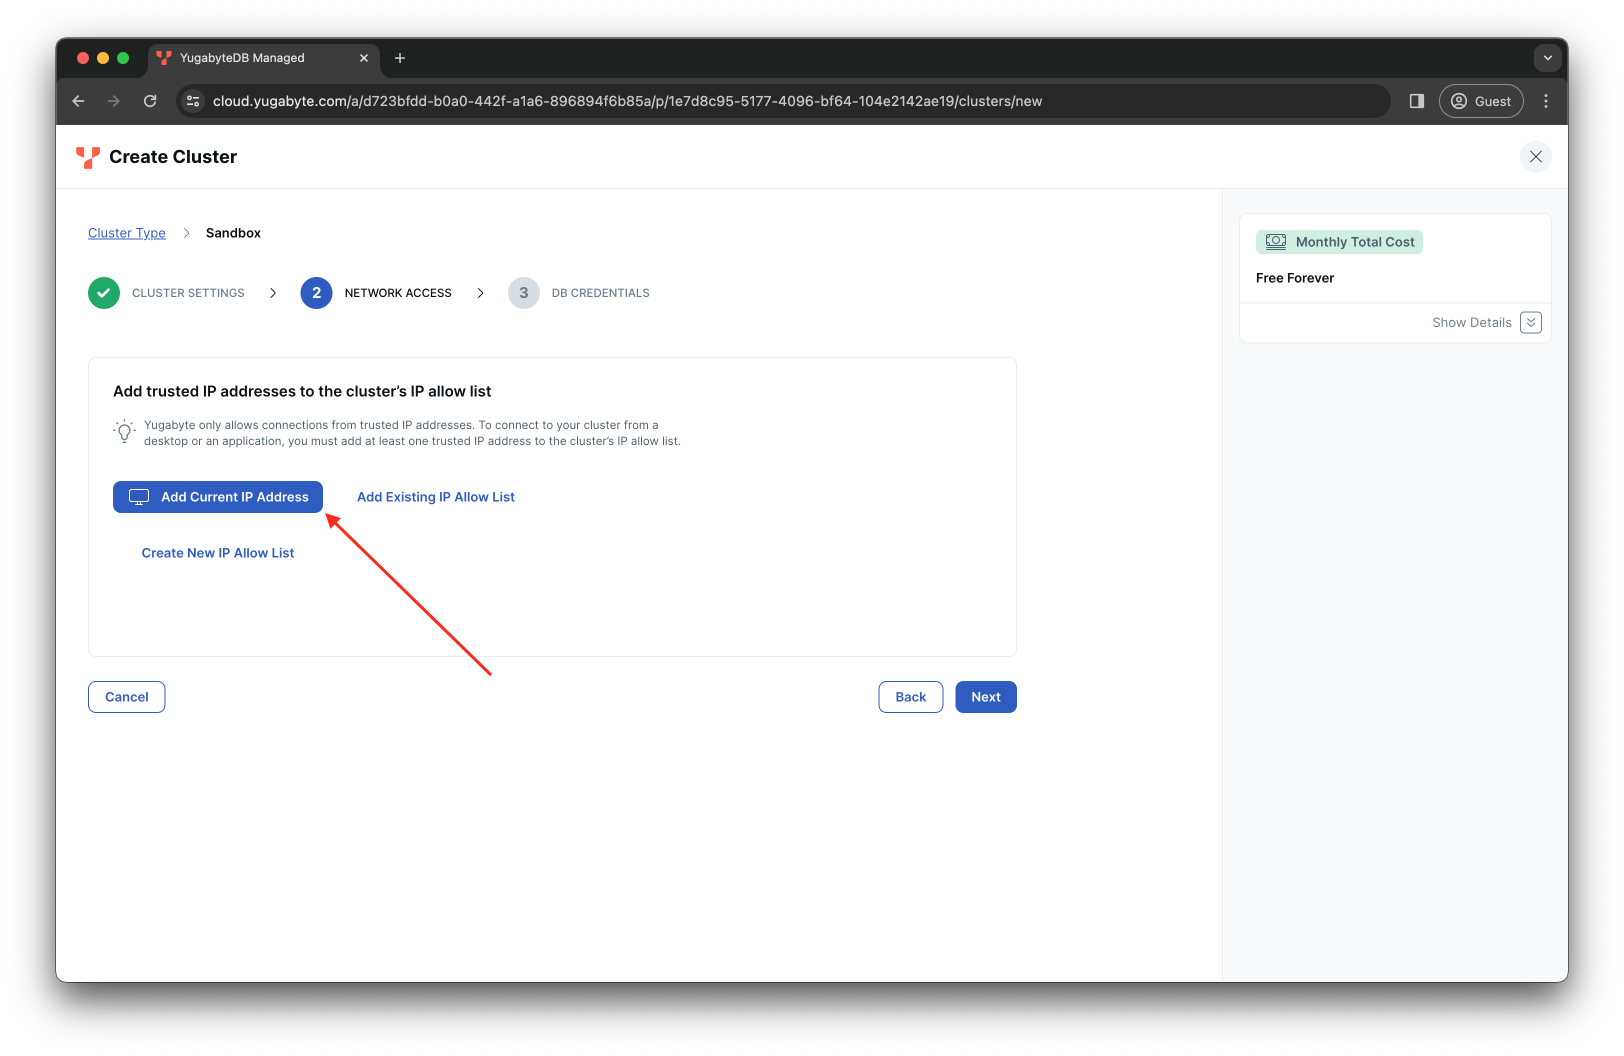 YugabyteDB Managed
cloud.yugabyte.com/a/d723bfdd-b0a0-442f-a1a6-896894f6b85a/p/1e7d8c95-5177-4096-bf64-104e2142ae19/clusters/new
Guest
Create Cluster
Cluster Type > Sandbox
CLUSTER SETTINGS > 2 NETWORK ACCESS > 3 DB CREDENTIALS
Add trusted IP addresses to the cluster’s IP allow list
Yugabyte only allows connections from trusted IP addresses. To connect to your cluster from a
desktop or an application, you must add at least one trusted IP address to the cluster’s IP allow list.
Add Current IP Address
Add Existing IP Allow List
Create New IP Allow List
Cancel
Back
Next
Monthly Total Cost
Free Forever
Show Details